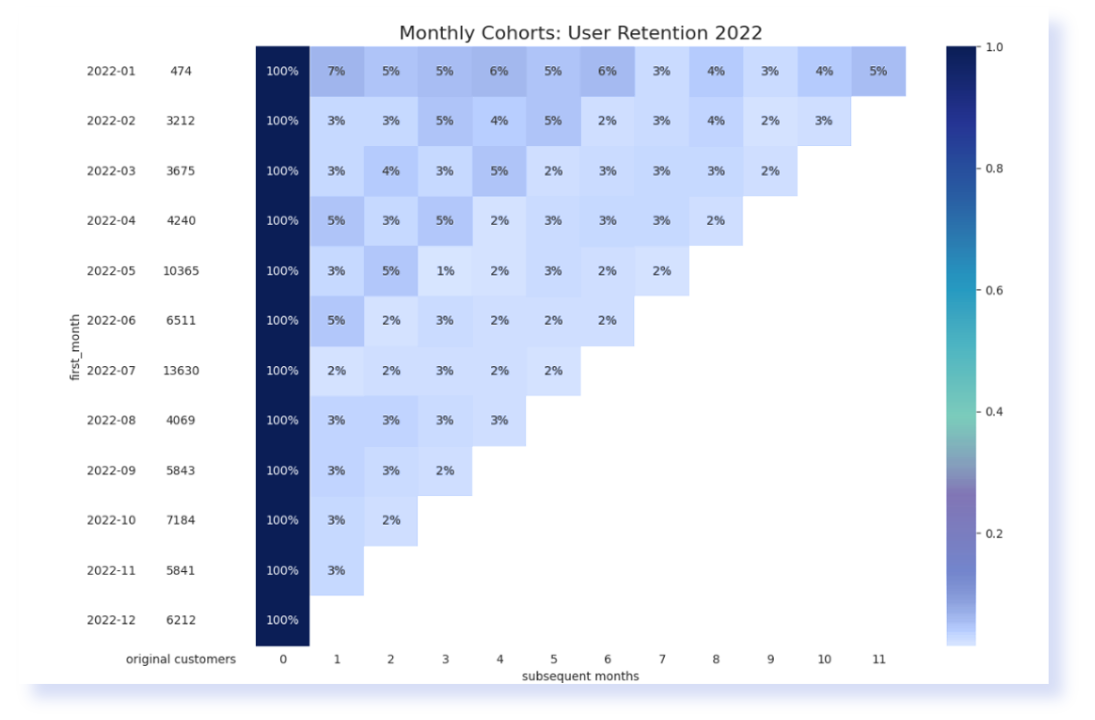 Monthly Cohorts: User Retention 2022
2022-01 474 100% 7% 5% 5% 6% 5% 6% 3% 4% 3% 4% 5%
2022-02 3212 100% 3% 3% 5% 4% 5% 2% 3% 4% 2% 3%
2022-03 3675 100% 3% 4% 3% 5% 2% 3% 3% 3% 2%
2022-04 4240 100% 5% 3% 5% 2% 3% 3% 3% 2%
2022-05 10365 100% 3% 5% 1% 2% 3% 2% 2%
2022-06 6511 100% 5% 2% 3% 2% 2% 2%
2022-07 13630 100% 2% 2% 3% 2% 2%
2022-08 4069 100% 3% 3% 3% 3%
2022-09 5843 100% 3% 3% 2%
2022-10 7184 100% 3% 2%
2022-11 5841 100% 3%
2022-12 6212 100%
first_month
original customers 0 1 2 3 4 5 6 7 8 9 10 11
subsequent months
1.0
0.8
0.6
0.4
0.2